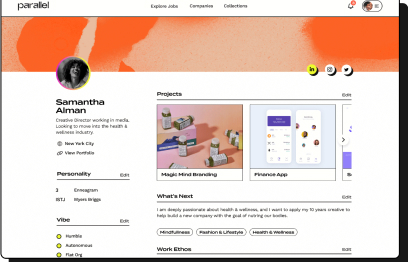 parallel
Explore Jobs
Companies
Collections
in
Samantha
Alman
Creative Director working in media.
Looking to move into the health &
wellness industry.
New York City
View Portfolio
Personality
Edit
3
Enneagram
ISTJ
Myers Briggs
Vibe
Edit
Humble
Autonomous
Flat Org
Projects
Edit
Magic Mind Branding
Finance App
What's Next
Edit
I am deeply passionate about health & wellness, and I want to apply my 10 years creative to
help build a new company with the goal of nutring our bodies.
Mindfullness
Fashion & Lifestyle
Health & Wellness
Work Ethos
Edit